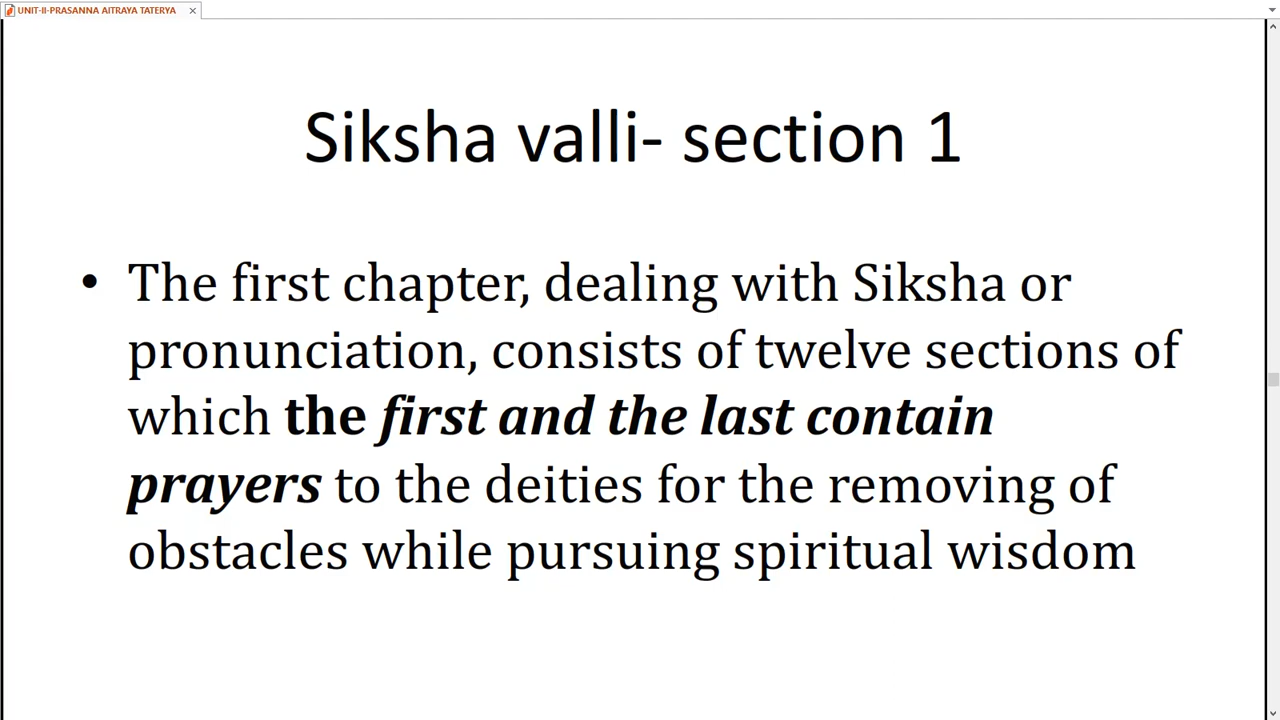 UNIT-II-PRASANNA AITRAYA TATERYA
Siksha valli- section 1
• The first chapter, dealing with Siksha or
pronunciation, consists of twelve sections of
which the first and the last contain
prayers to the deities for the removing of
obstacles while pursuing spiritual wisdom